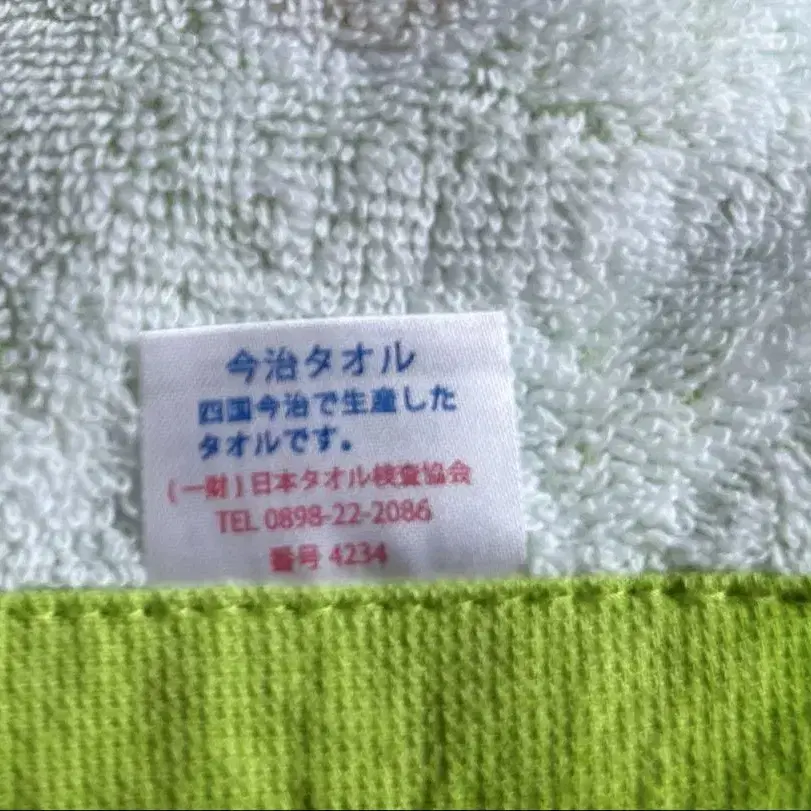 今治タオル
四国今治で生産した
タオルです。
(一財)日本タオル検査協会
TEL 0898-22-2086
番号 4234